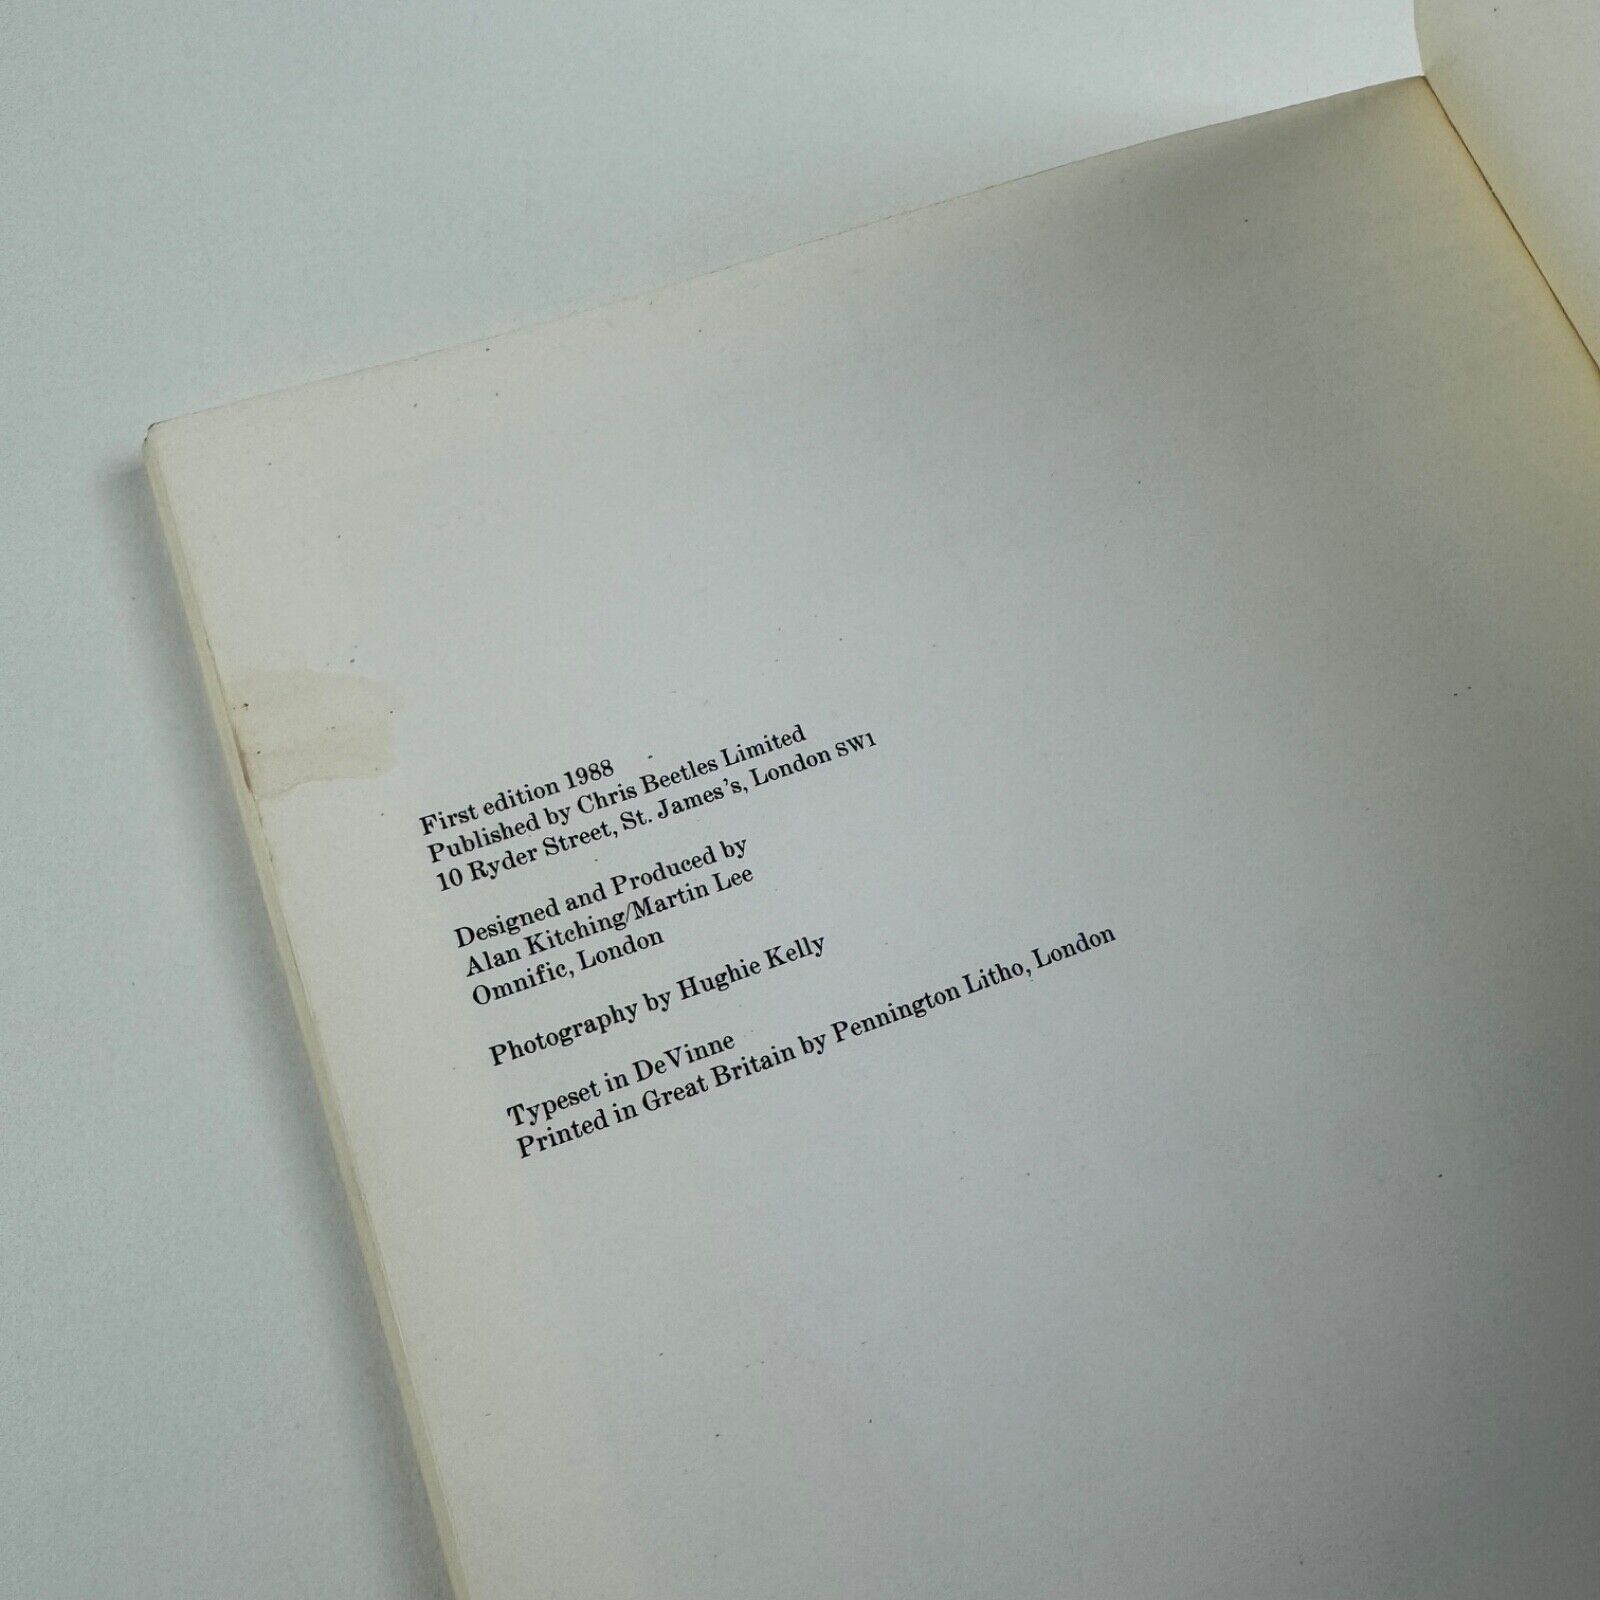 First edition 1988
Published by Chris Beetles Limited
10 Ryder Street, St. James's, London SW1
Designed and Produced by
Alan Kitching/Martin Lee
Omnific, London
Photography by Hughie Kelly
Typeset in DeVinne
Printed in Great Britain by Pennington Litho, London